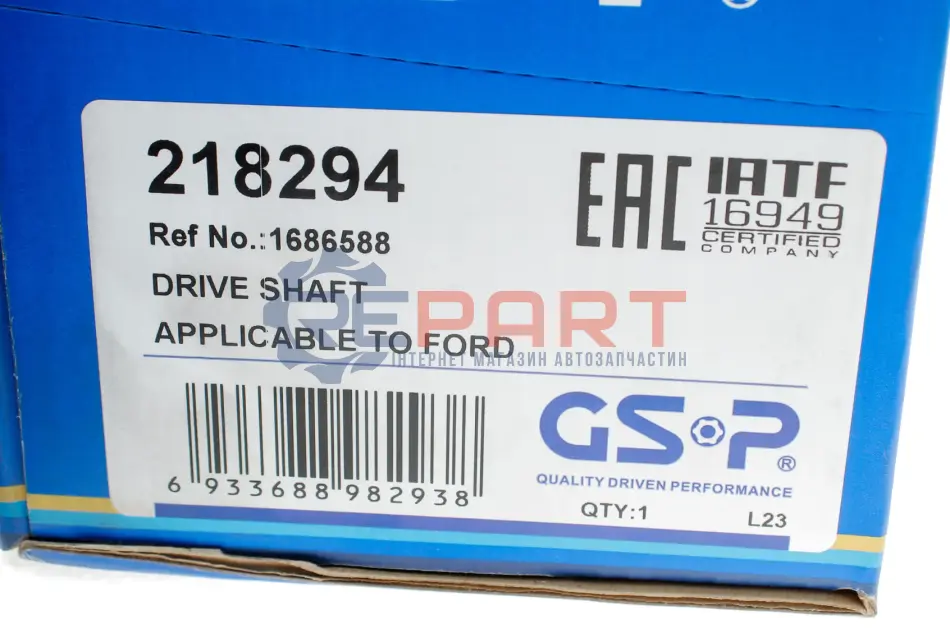 218294
Ref No.:1686588
DRIVE SHAFT
APPLICABLE TO FORD
EAC
IATF
16949
CERTIFIED
COMPANY
REPART
ІНТЕРНЕТ МАГАЗИН АВТОЗАПЧАСТИН
6 933688 982938
GSP®
QUALITY DRIVEN PERFORMANCE
QTY:1
L23